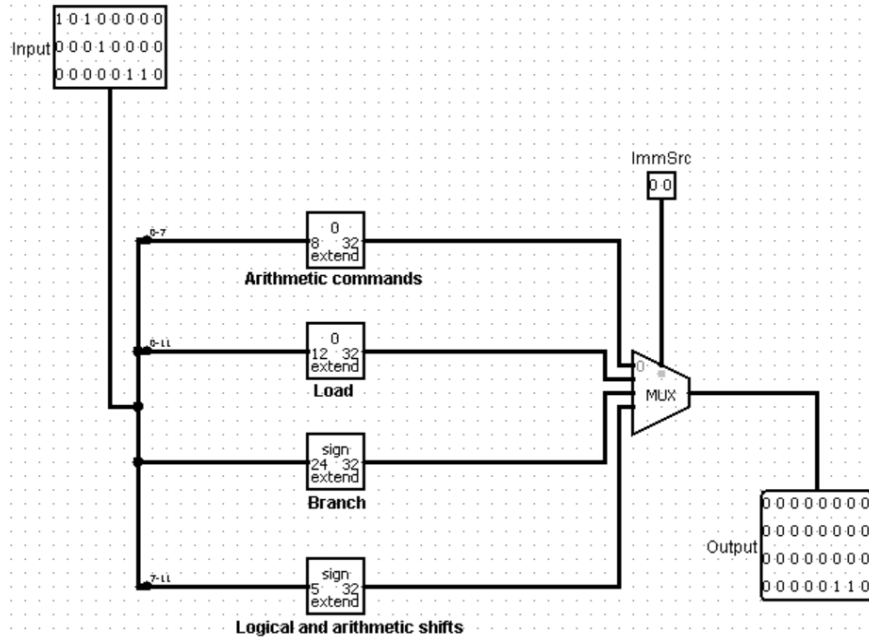 1 0 1 0 0 0 0 0
Input
0 0 0 1 0 0 0 0
0 0 0 0 0 1 1 0
ImmSrc
0 0
0-7
0
8 32
extend
Arithmetic commands
0-11
0
12 32
extend
Load
0
MUX
sign
24 32
extend
Branch
0 0 0 0 0 0 0 0
0 0 0 0 0 0 0 0
Output
0 0 0 0 0 0 0 0
0 0 0 0 0 1 1 0
7-11
sign
5 32
extend
Logical and arithmetic shifts